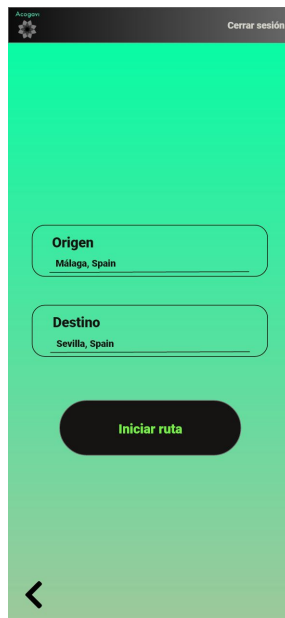 Acogavi
Cerrar sesión
Origen
Málaga, Spain
Destino
Sevilla, Spain
Iniciar ruta